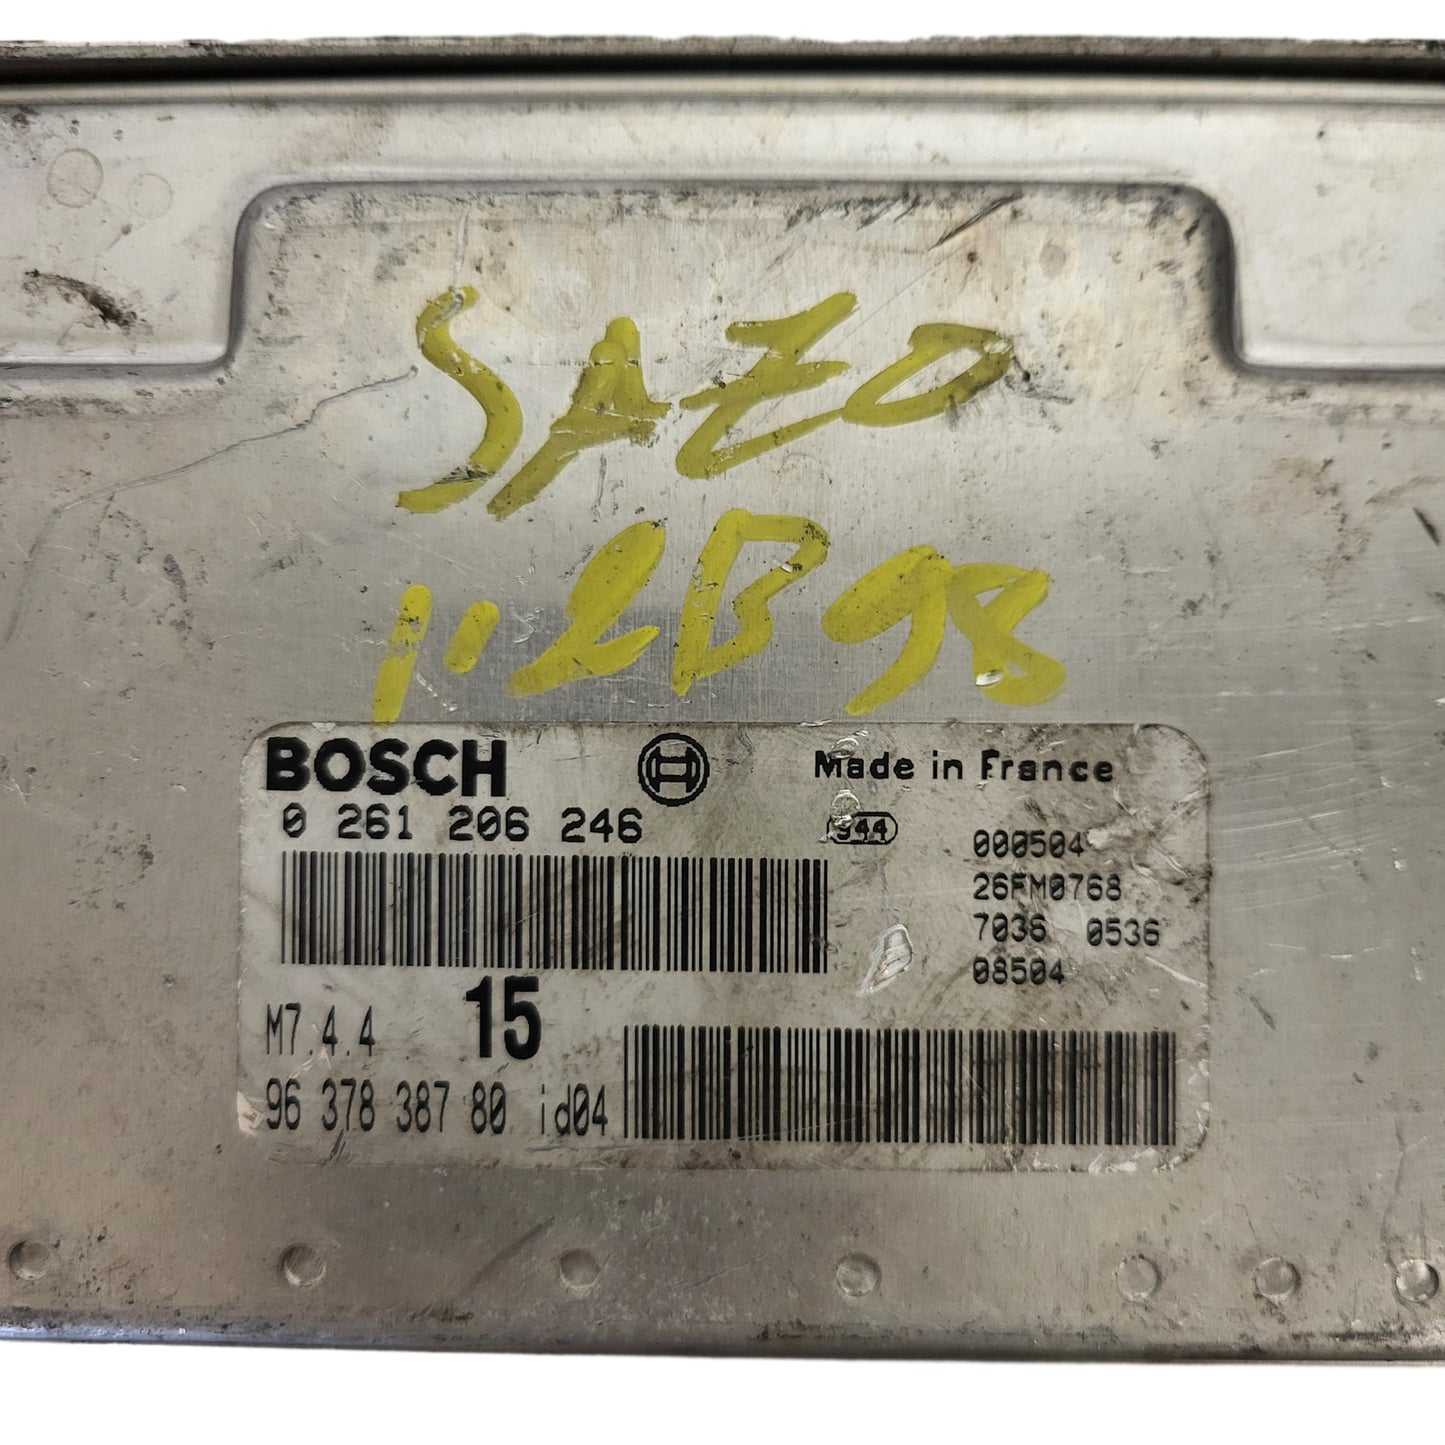 SAZO
1.2B98
BOSCH Made in France
0 261 206 246 944 000504
26FM0768
7036 0536
08504
M7.4.4 15
96 378 387 80 id04